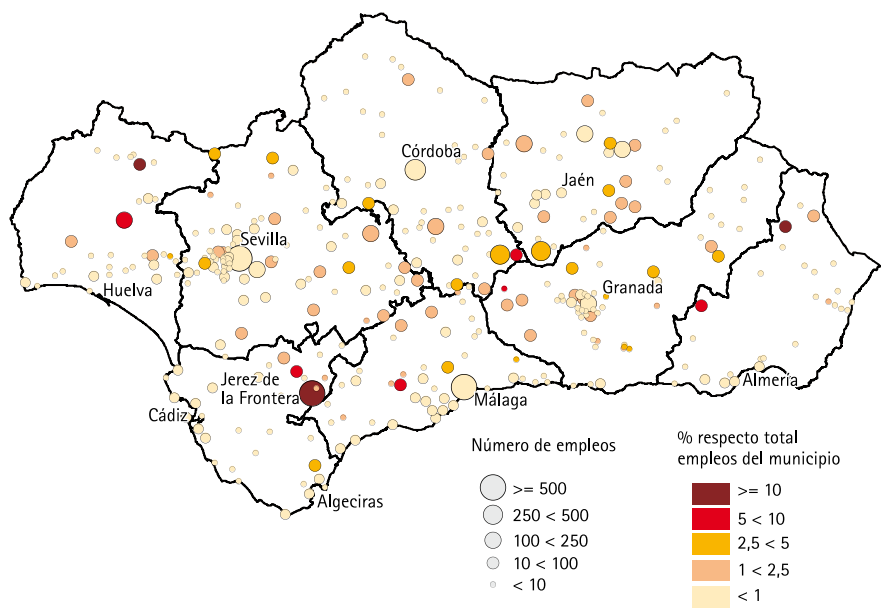 Córdoba
Jaén
Sevilla
Huelva
Granada
Jerez de
la Frontera
Cádiz
Málaga
Almería
Algeciras
Número de empleos
>= 500
250 < 500
100 < 250
10 < 100
< 10
% respecto total
empleos del municipio
>= 10
5 < 10
2,5 < 5
1 < 2,5
< 1